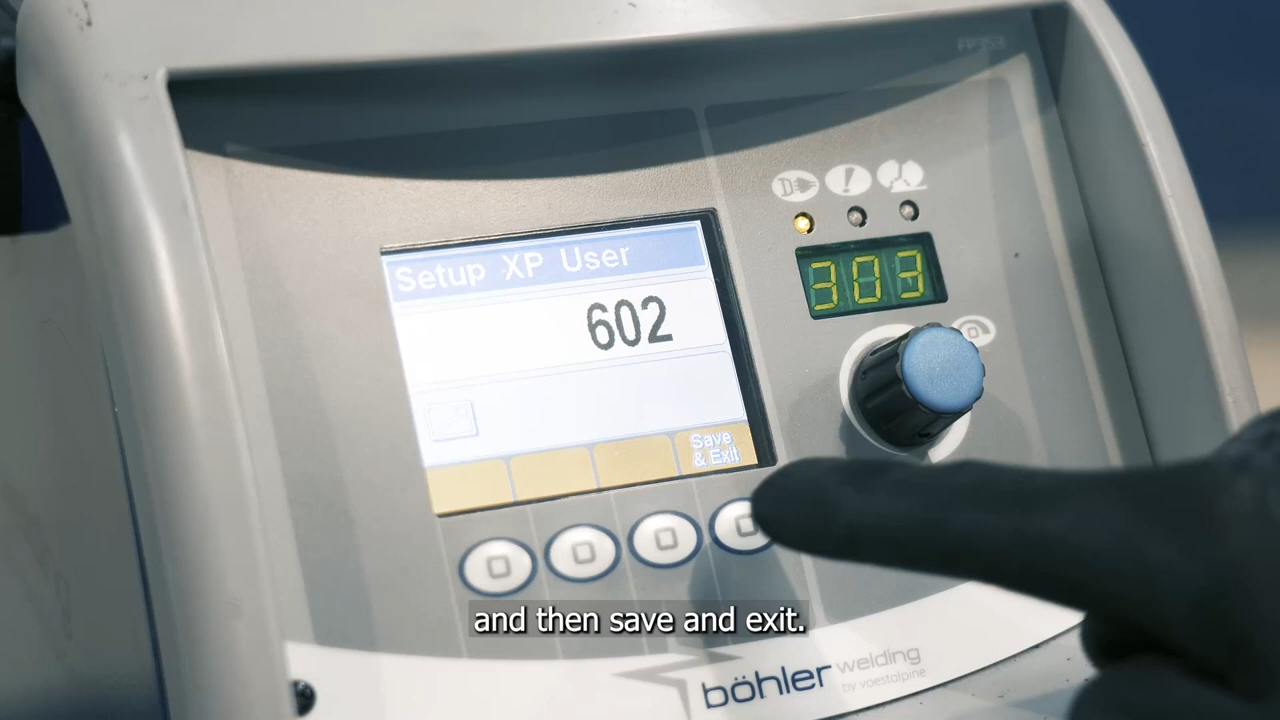 Setup XP User
602
Save
& Exit
303
and then save and exit.
böhler welding
by voestalpine